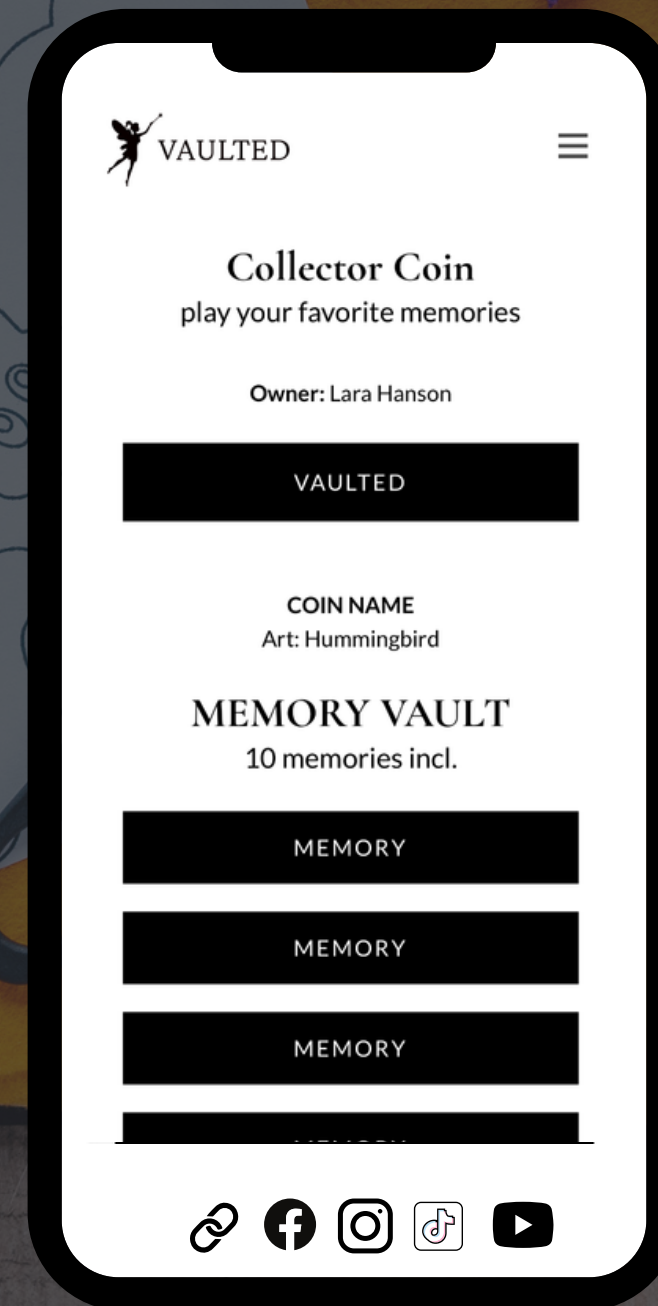 VAULTED
Collector Coin
play your favorite memories
Owner: Lara Hanson
VAULTED
COIN NAME
Art: Hummingbird
MEMORY VAULT
10 memories incl.
MEMORY
MEMORY
MEMORY